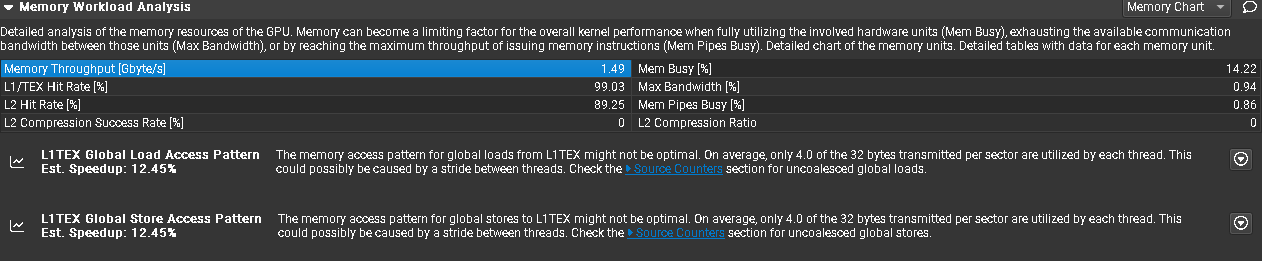 Memory Workload Analysis
Memory Chart
Detailed analysis of the memory resources of the GPU. Memory can become a limiting factor for the overall kernel performance when fully utilizing the involved hardware units (Mem Busy), exhausting the available communication
bandwidth between those units (Max Bandwidth), or by reaching the maximum throughput of issuing memory instructions (Mem Pipes Busy). Detailed chart of the memory units. Detailed tables with data for each memory unit.
Memory Throughput [Gbyte/s] 1.49 Mem Busy [%] 14.22
L1/TEX Hit Rate [%] 99.03 Max Bandwidth [%] 0.94
L2 Hit Rate [%] 89.25 Mem Pipes Busy [%] 0.86
L2 Compression Success Rate [%] 0 L2 Compression Ratio 0
L1TEX Global Load Access Pattern The memory access pattern for global loads from L1TEX might not be optimal. On average, only 4.0 of the 32 bytes transmitted per sector are utilized by each thread. This
Est. Speedup: 12.45% could possibly be caused by a stride between threads. Check the Source Counters section for uncoalesced global loads.
L1TEX Global Store Access Pattern The memory access pattern for global stores to L1TEX might not be optimal. On average, only 4.0 of the 32 bytes transmitted per sector are utilized by each thread. This
Est. Speedup: 12.45% could possibly be caused by a stride between threads. Check the Source Counters section for uncoalesced global stores.